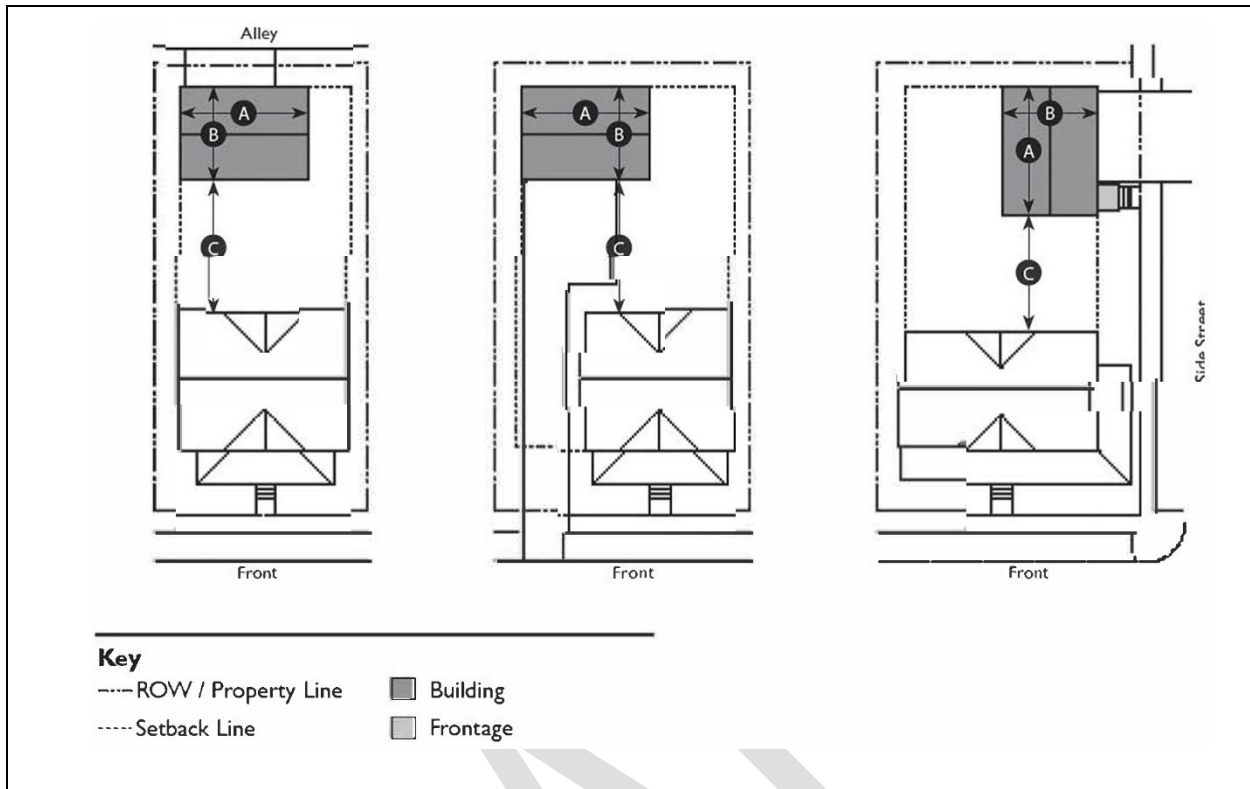 Alley
A
B
C
Front
A
B
C
Front
B
A
C
Side Street
Front
Key
ROW / Property Line
Building
Setback Line
Frontage